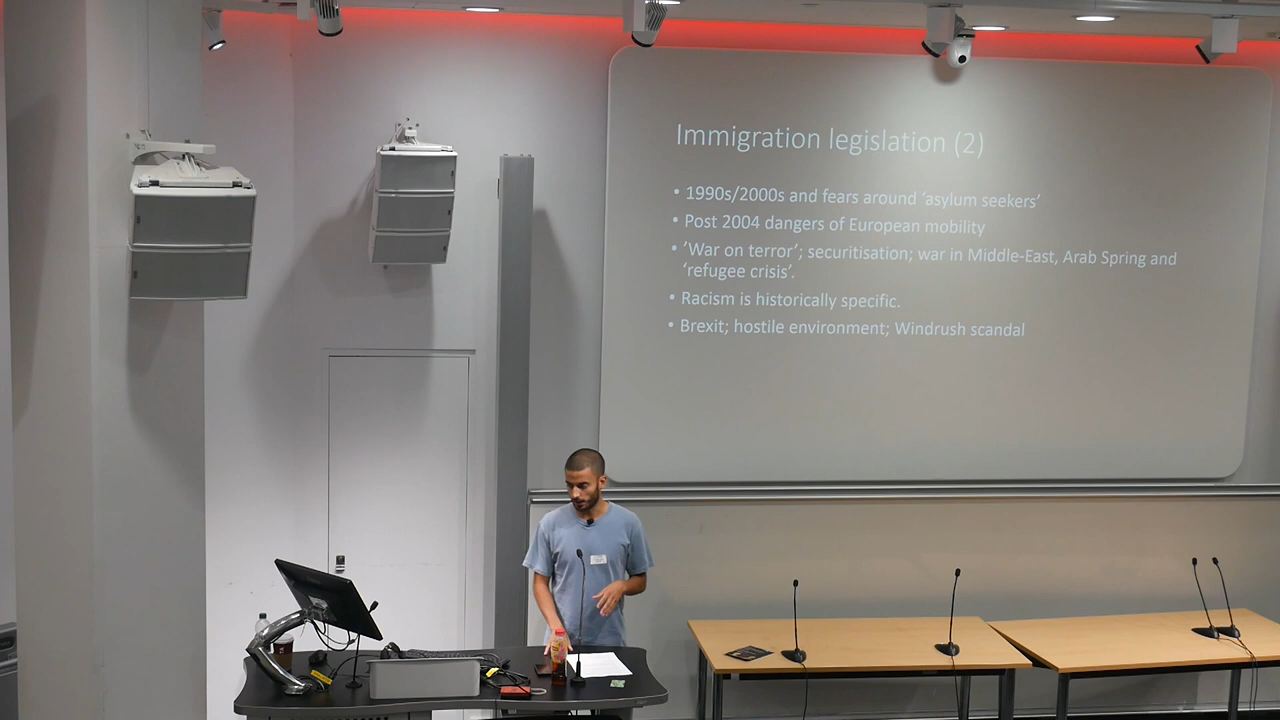 Immigration legislation (2)
• 1990s/2000s and fears around 'asylum seekers'
• Post 2004 dangers of European mobility
• 'War on terror'; securitisation; war in Middle-East, Arab Spring and
'refugee crisis'.
• Racism is historically specific.
• Brexit; hostile environment; Windrush scandal